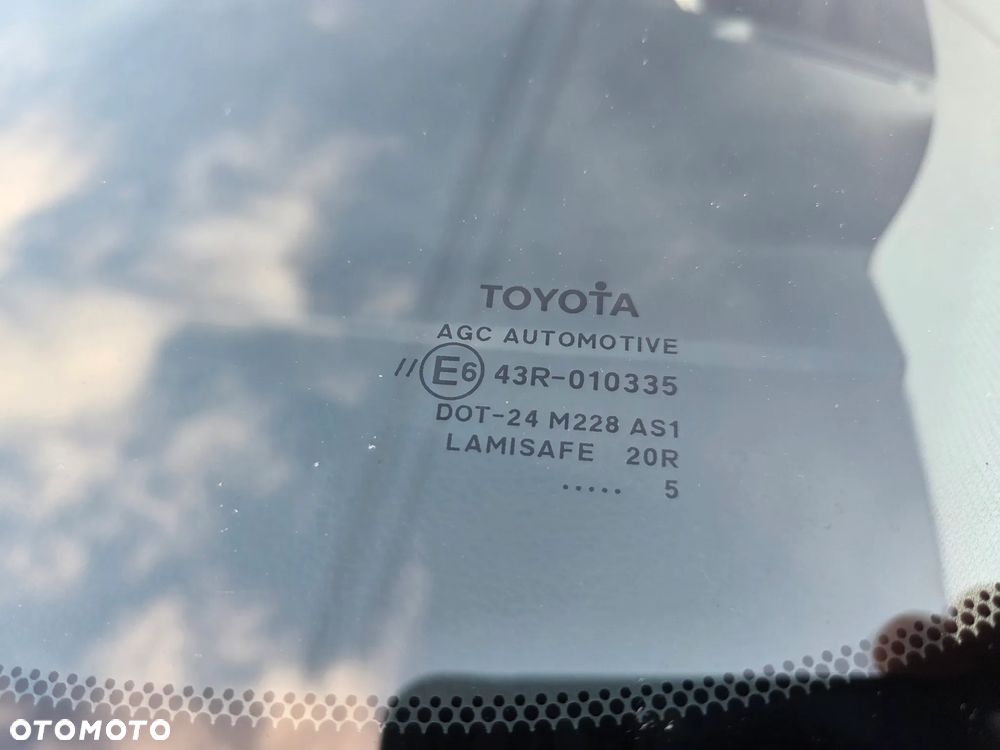 TOYOTA
AGC AUTOMOTIVE
// E6 43R-010335
DOT-24 M228 AS1
LAMISAFE 20R
..... 5
OTOMOTO